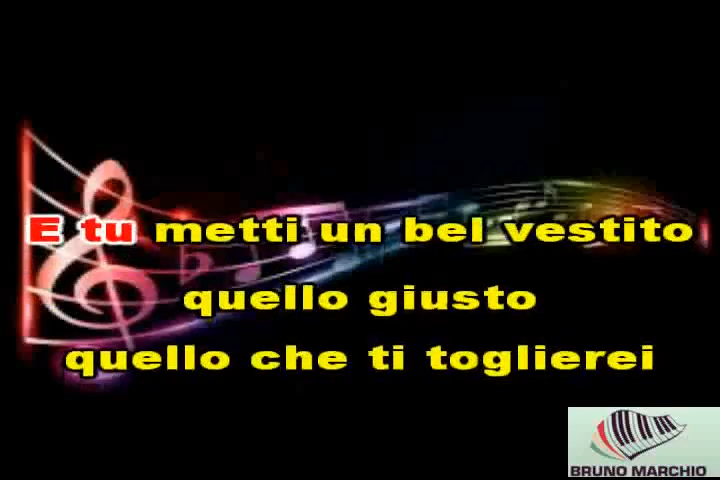 E tu metti un bel vestito
quello giusto
quello che ti toglierei
BRUNO MARCHIO